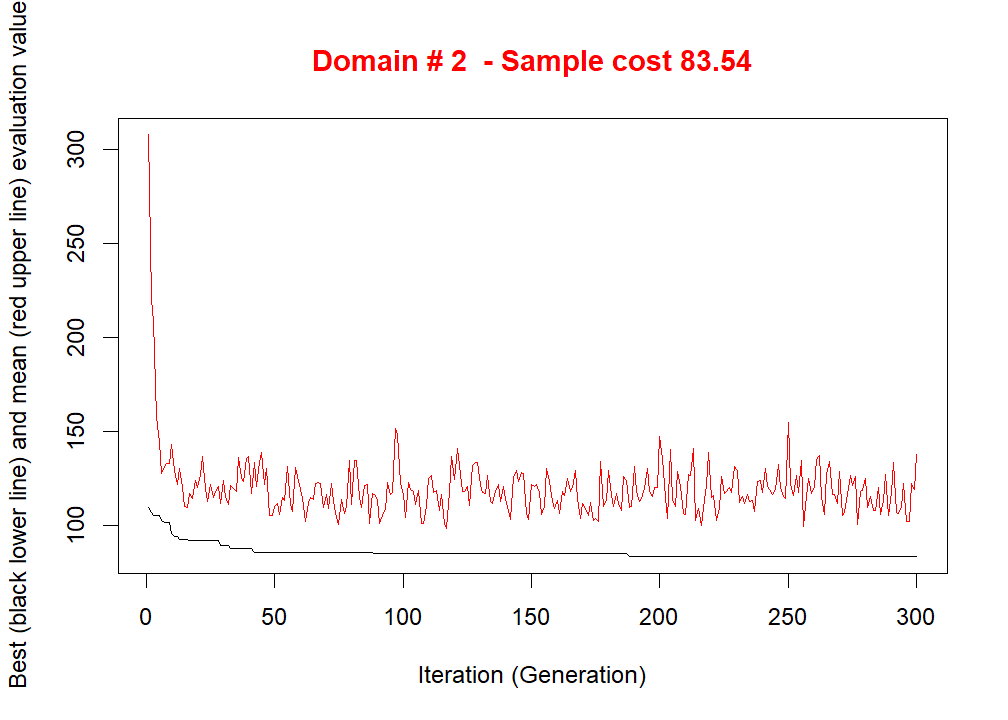 Domain # 2  - Sample cost 83.54
Best (black lower line) and mean (red upper line) evaluation value
300
250
200
150
100
0 50 100 150 200 250 300
Iteration (Generation)